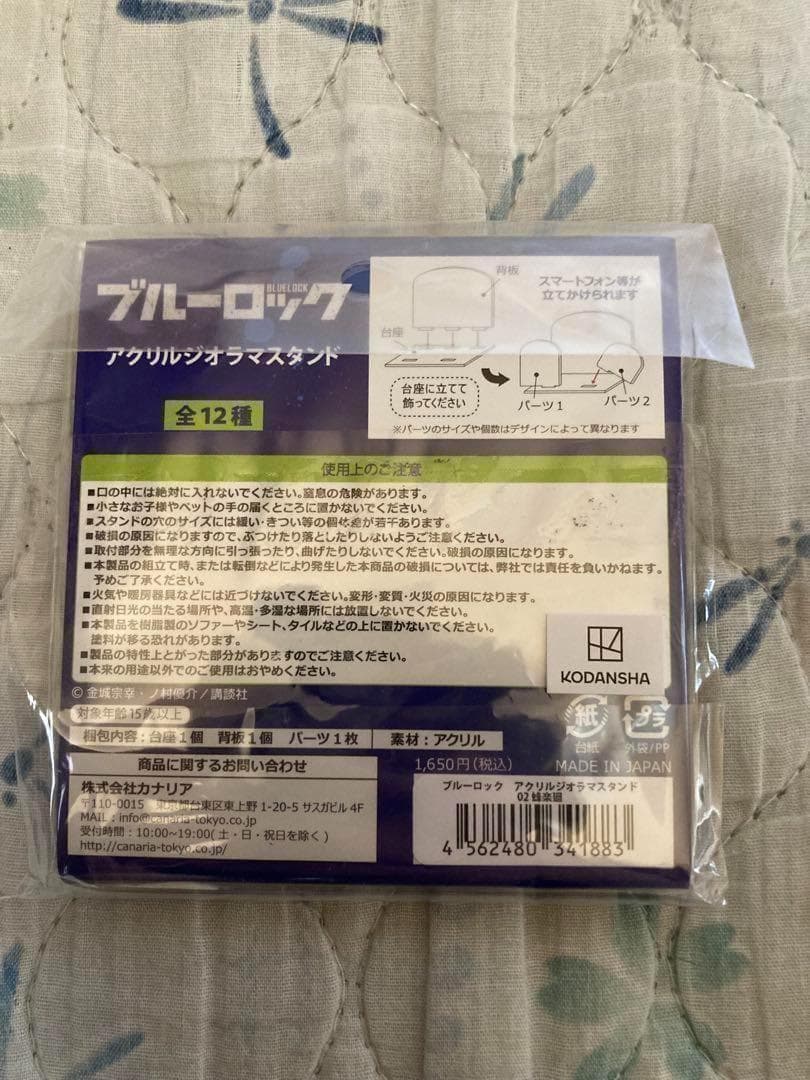 ブルーロック
BLUELOCK
アクリルジオラマスタンド
全12種
背板
スマートフォン等が
立てかけられます
台座
台座に立てて
飾ってください
パーツ1
パーツ2
※パーツのサイズや個数はデザインによって異なります
使用上のご注意
■口の中には絶対に入れないでください。窒息の危険があります。
■小さなお子様やペットの手の届くところに置かないでください。
■スタンドの穴のサイズには緩い・きつい等の個体差が若干あります。
■破損の原因になりますので、ぶつけたり落としたりしないようご注意ください。
■取付部分を無理な方向に引っ張ったり、曲げたりしないでください。破損の原因になります。
■本製品の組立て時、または転倒などにより発生した本商品の破損については、弊社では責任を負いかねます。
予めご了承ください。
■火気や暖房器具などには近づけないでください。変形・変質・火災の原因になります。
■直射日光の当たる場所や、高温・多湿な場所には放置しないでください。
■本製品を樹脂製のソファーやシート、タイルなどの上に置かないでください。
塗料が移る恐れがあります。
■製品の特性上とがった部分がありますのでご注意ください。
■本来の用途以外でのご使用はおやめください。
KODANSHA
© 金城宗幸・ノ村優介/講談社
対象年齢15歳以上
紙
台紙
プラ
外袋/PP
梱包内容:台座1個 背板1個 パーツ1枚
素材:アクリル
1,650円(税込)
MADE IN JAPAN
商品に関するお問い合わせ
株式会社カナリア
〒110-0015 東京都台東区東上野 1-20-5 サスガビル 4F
MAIL : info@canaria-tokyo.co.jp
受付時間:10:00~19:00(土・日・祝日を除く)
http://canaria-tokyo.co.jp/
ブルーロック アクリルジオラマスタンド
02 蜂楽廻
4 562480 341883